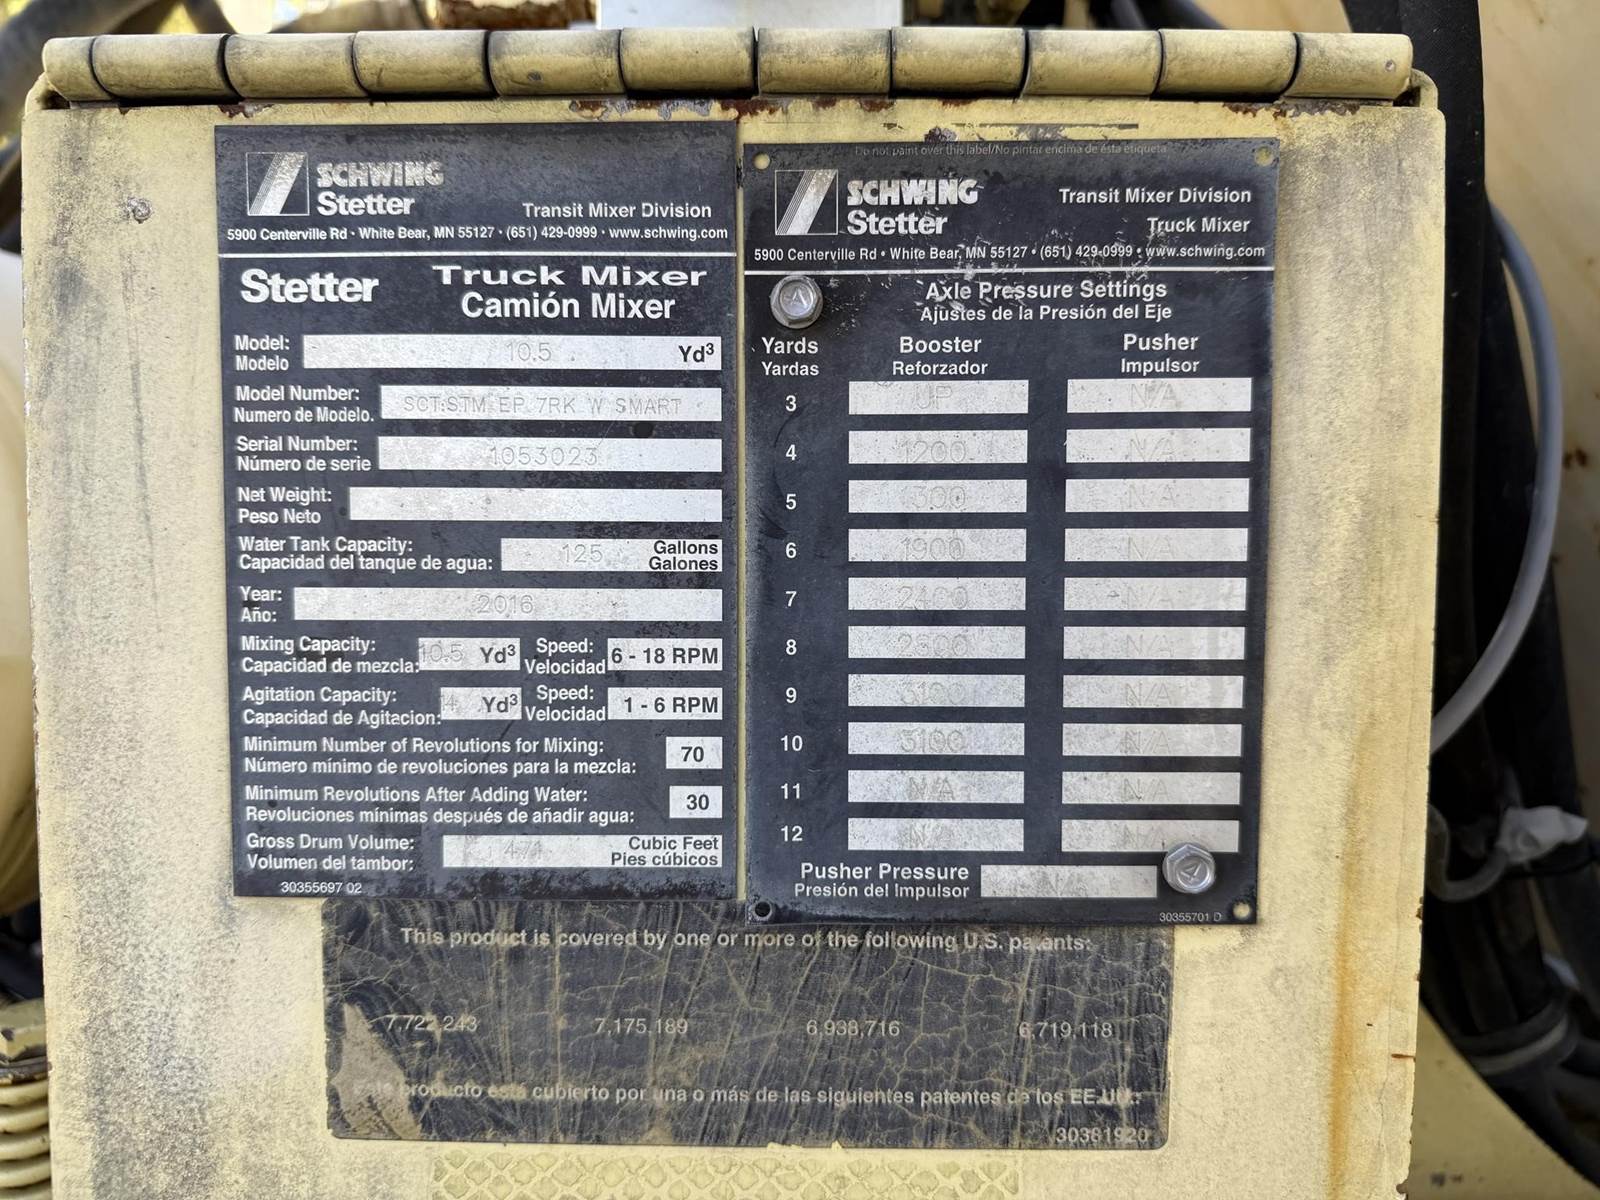 SCHWING
Stetter
Transit Mixer Division
5900 Centerville Rd • White Bear, MN 55127 • (651) 429-0999 • www.schwing.com
Stetter
Truck Mixer
Camión Mixer
Model: 10.5 Yd³
Modelo
Model Number: SCT:STM EP 7RK W SMART
Numero de Modelo.
Serial Number: 1053023
Número de serie
Net Weight:
Peso Neto
Water Tank Capacity: 125 Gallons
Capacidad del tanque de agua: Galones
Year: 2016
Año:
Mixing Capacity: 10.5 Yd³ Speed: 6 - 18 RPM
Capacidad de mezcla: Velocidad
Agitation Capacity: Yd³ Speed: 1 - 6 RPM
Capacidad de Agitacion: Velocidad
Minimum Number of Revolutions for Mixing: 70
Número mínimo de revoluciones para la mezcla:
Minimum Revolutions After Adding Water: 30
Revoluciones mínimas después de añadir agua:
Gross Drum Volume: 471 Cubic Feet
Volumen del tambor: Pies cúbicos
30355697 02
Do not paint over this label/No pintar encima de ésta etiqueta
SCHWING
Stetter
Transit Mixer Division
Truck Mixer
5900 Centerville Rd • White Bear, MN 55127 • (651) 429-0999 • www.schwing.com
Axle Pressure Settings
Ajustes de la Presión del Eje
Yards Booster Pusher
Yardas Reforzador Impulsor
3 UP N/A
4 1200 N/A
5 N/A
6 1900 N/A
7 N/A
8 N/A
9 3100 N/A
10 3100 N/A
11 N/A N/A
12 N/A N/A
Pusher Pressure
Presión del Impulsor
30355701 D
This product is covered by one or more of the following U.S. patents:
7,722,243 7,175,189 6,938,716 6,719,118
Este producto está cubierto por una o más de las siguientes patentes de los EE.UU.:
30381920